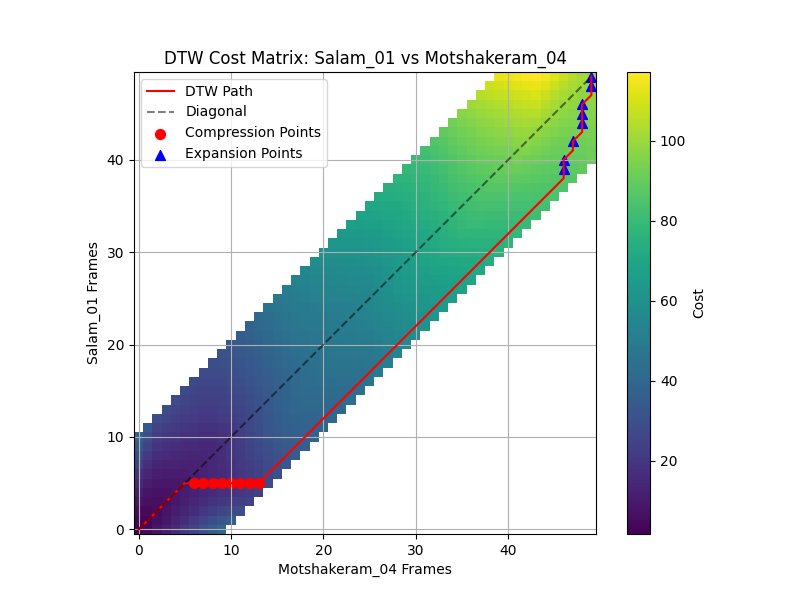 DTW Cost Matrix: Salam_01 vs Motshakeram_04
DTW Path
Diagonal
Compression Points
Expansion Points
Salam_01 Frames
40
30
20
10
0
0 10 20 30 40
Motshakeram_04 Frames
100
80
60
40
20
Cost